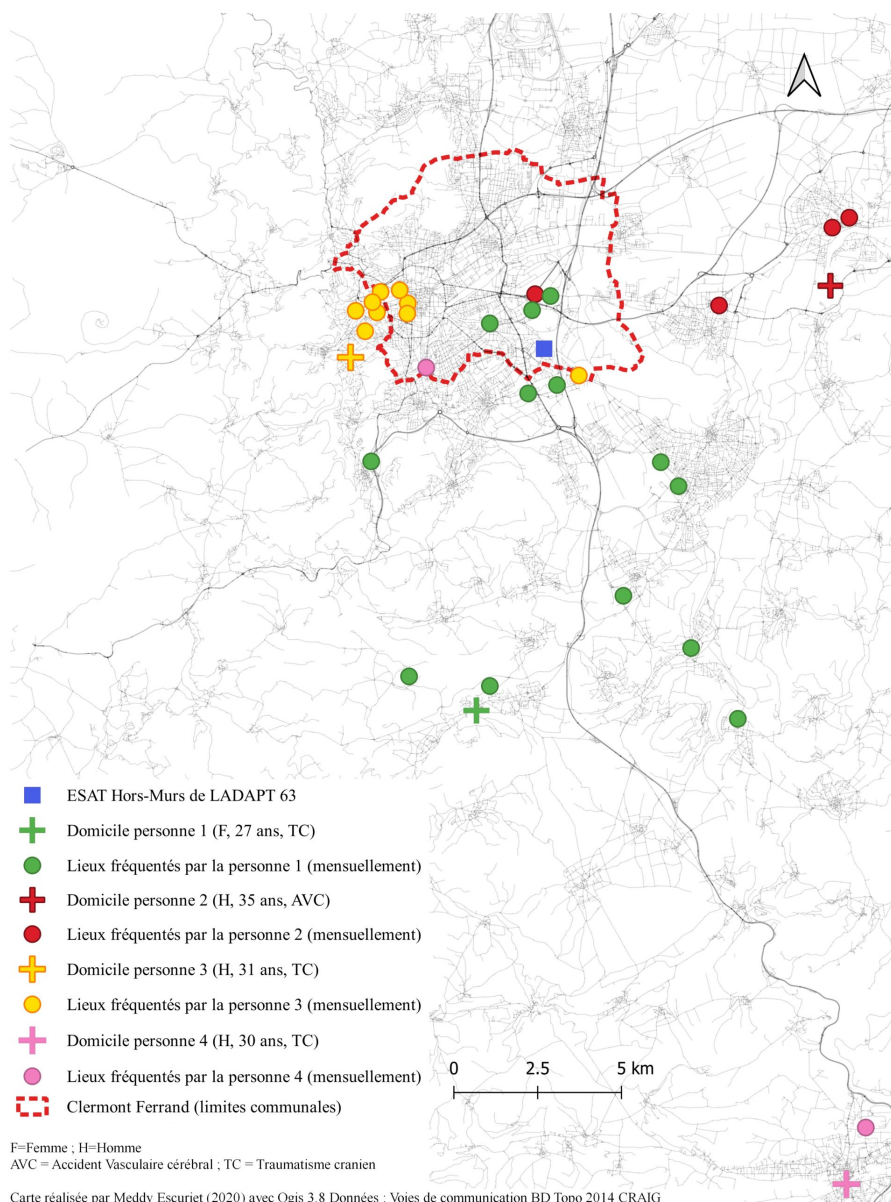 ESAT Hors-Murs de LADAPT 63
Domicile personne 1 (F, 27 ans, TC)
Lieux fréquentés par la personne 1 (mensuellement)
Domicile personne 2 (H, 35 ans, AVC)
Lieux fréquentés par la personne 2 (mensuellement)
Domicile personne 3 (H, 31 ans, TC)
Lieux fréquentés par la personne 3 (mensuellement)
Domicile personne 4 (H, 30 ans, TC)
Lieux fréquentés par la personne 4 (mensuellement)
Clermont Ferrand (limites communales)
0 2.5 5 km
F=Femme ; H=Homme
AVC = Accident Vasculaire cérébral ; TC = Traumatisme cranien
Carte réalisée par Meddy Escuriet (2020) avec Qgis 3.8 Données : Voies de communication BD Topo 2014 CRAIG